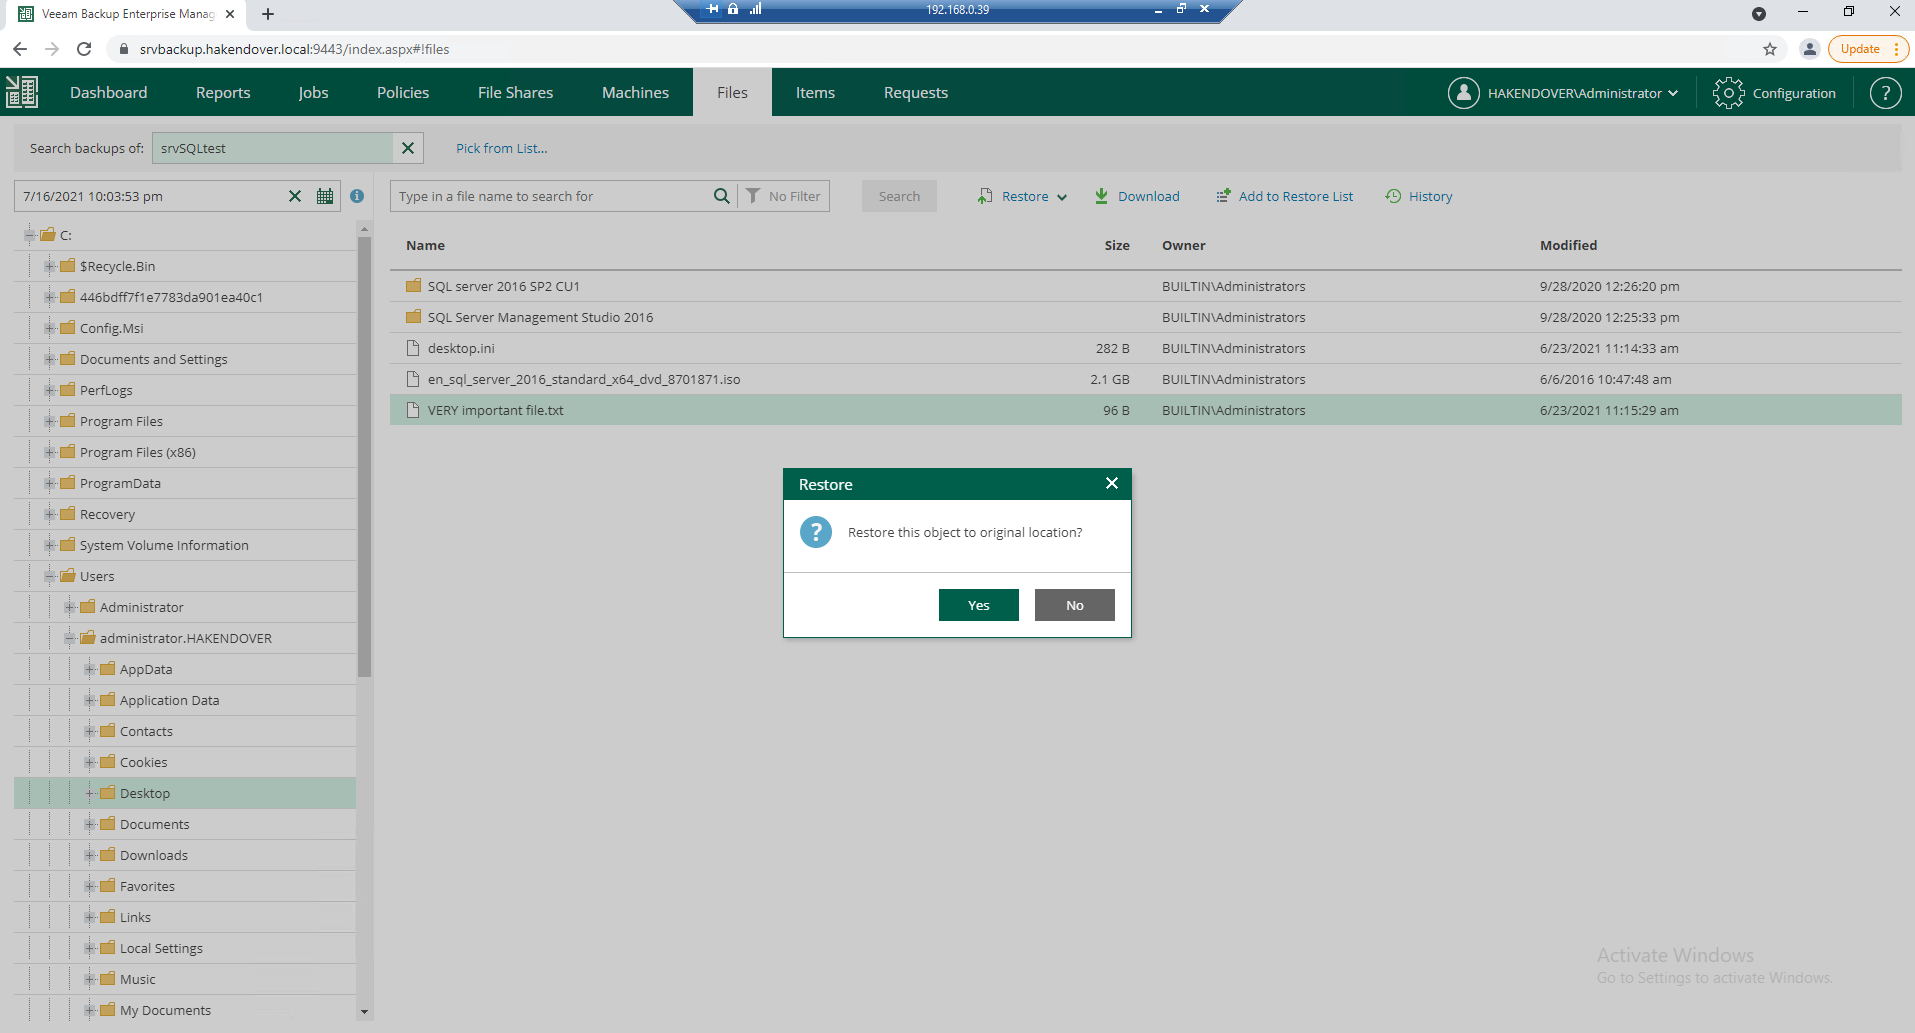 Veeam Backup Enterprise Manag
192.168.0.39
srvbackup.hakendover.local:9443/index.aspx#!files
Update
Dashboard Reports Jobs Policies File Shares Machines Files Items Requests HAKENDOVER\Administrator Configuration ?
Search backups of: srvSQLtest Pick from List...
7/16/2021 10:03:53 pm Type in a file name to search for No Filter Search Restore Download Add to Restore List History
C:
$Recycle.Bin
446bdff7f1e7783da901ea40c1
Config.Msi
Documents and Settings
PerfLogs
Program Files
Program Files (x86)
ProgramData
Recovery
System Volume Information
Users
Administrator
administrator.HAKENDOVER
AppData
Application Data
Contacts
Cookies
Desktop
Documents
Downloads
Favorites
Links
Local Settings
Music
My Documents
Name Size Owner Modified
SQL server 2016 SP2 CU1 BUILTIN\Administrators 9/28/2020 12:26:20 pm
SQL Server Management Studio 2016 BUILTIN\Administrators 9/28/2020 12:25:33 pm
desktop.ini 282 B BUILTIN\Administrators 6/23/2021 11:14:33 am
en_sql_server_2016_standard_x64_dvd_8701871.iso 2.1 GB BUILTIN\Administrators 6/6/2016 10:47:48 am
VERY important file.txt 96 B BUILTIN\Administrators 6/23/2021 11:15:29 am
Restore
? Restore this object to original location?
Yes No
Activate Windows
Go to Settings to activate Windows.